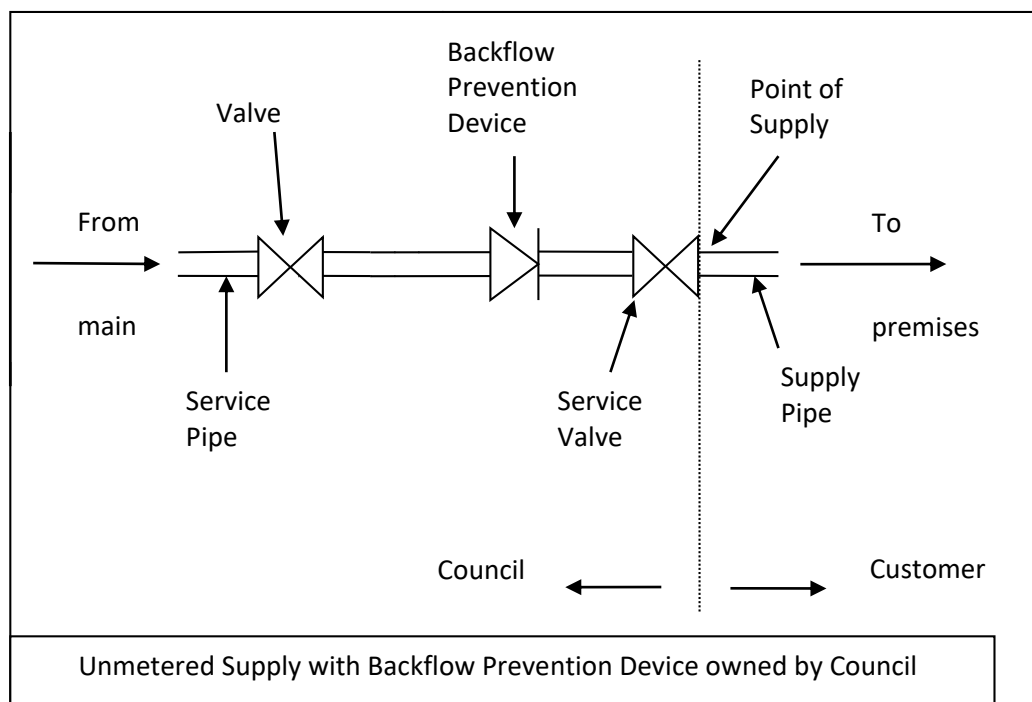 Backflow
Prevention
Device
Point of
Supply
Valve
From
To
main
premises
Service
Pipe
Service
Valve
Supply
Pipe
Council
Customer
Unmetered Supply with Backflow Prevention Device owned by Council